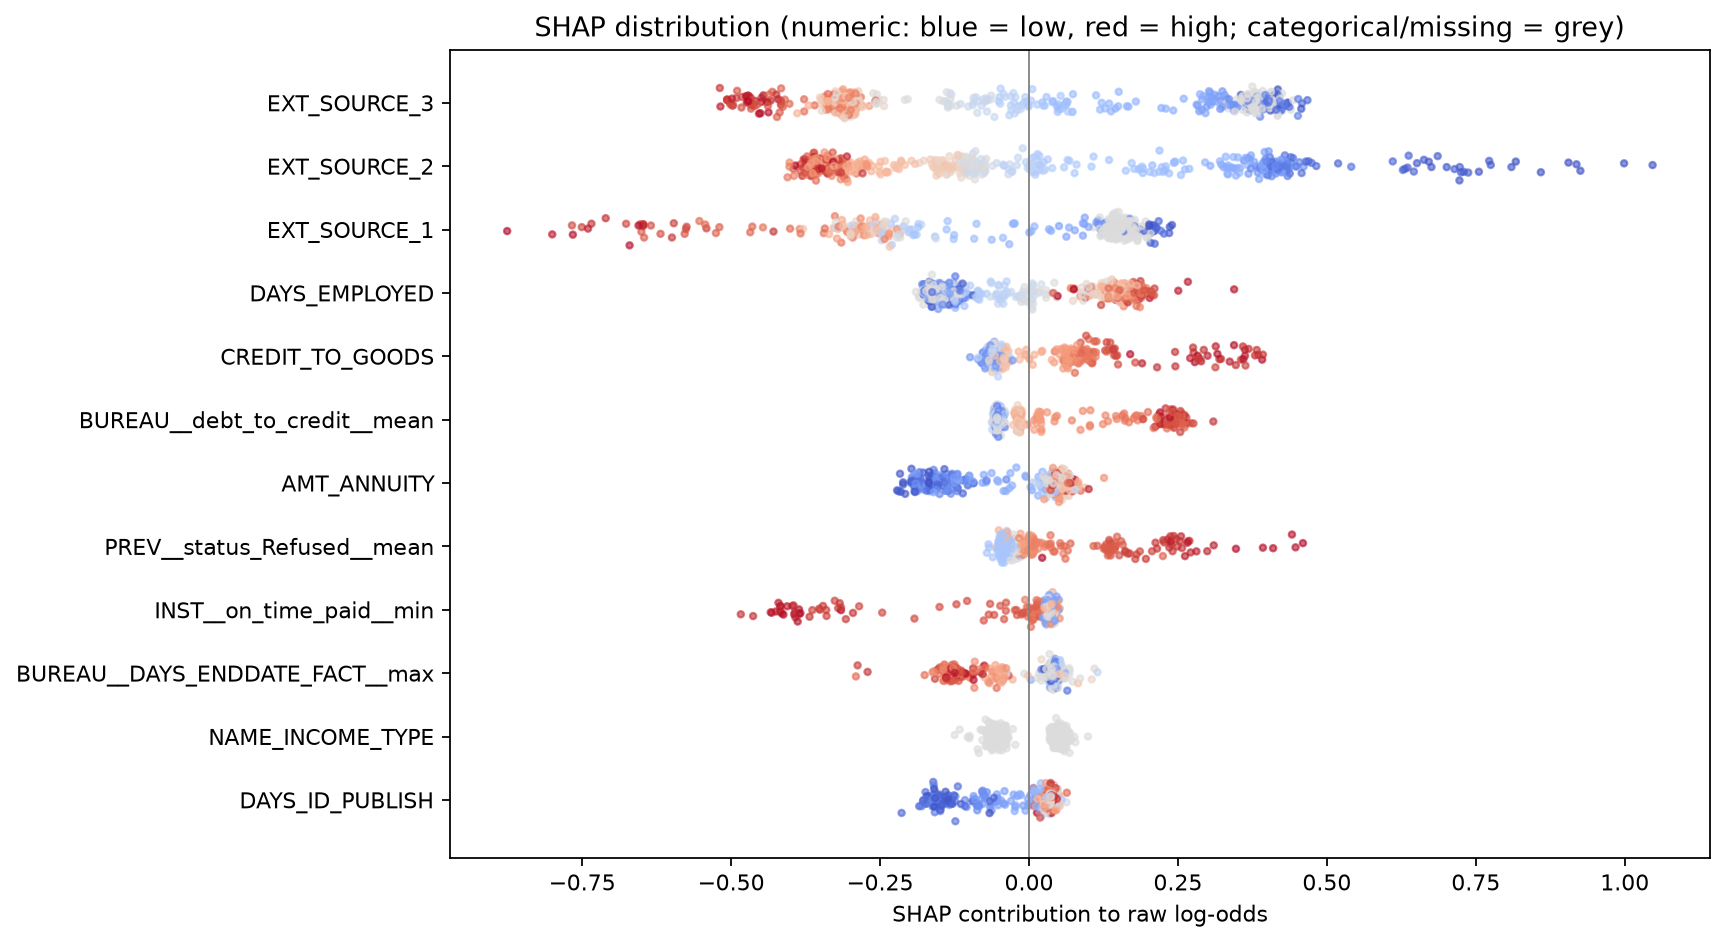 SHAP distribution (numeric: blue = low, red = high; categorical/missing = grey)
EXT_SOURCE_3
EXT_SOURCE_2
EXT_SOURCE_1
DAYS_EMPLOYED
CREDIT_TO_GOODS
BUREAU__debt_to_credit__mean
AMT_ANNUITY
PREV__status_Refused__mean
INST__on_time_paid__min
BUREAU__DAYS_ENDDATE_FACT__max
NAME_INCOME_TYPE
DAYS_ID_PUBLISH
−0.75 −0.50 −0.25 0.00 0.25 0.50 0.75 1.00
SHAP contribution to raw log-odds